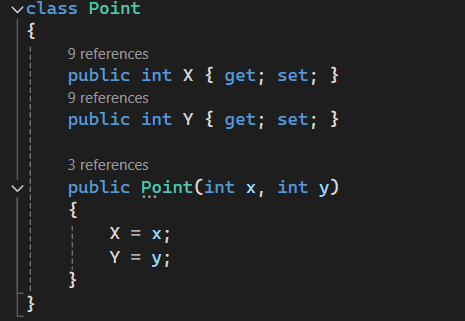 class Point
{
9 references
public int X { get; set; }
9 references
public int Y { get; set; }
3 references
public Point(int x, int y)
{
X = x;
Y = y;
}
}